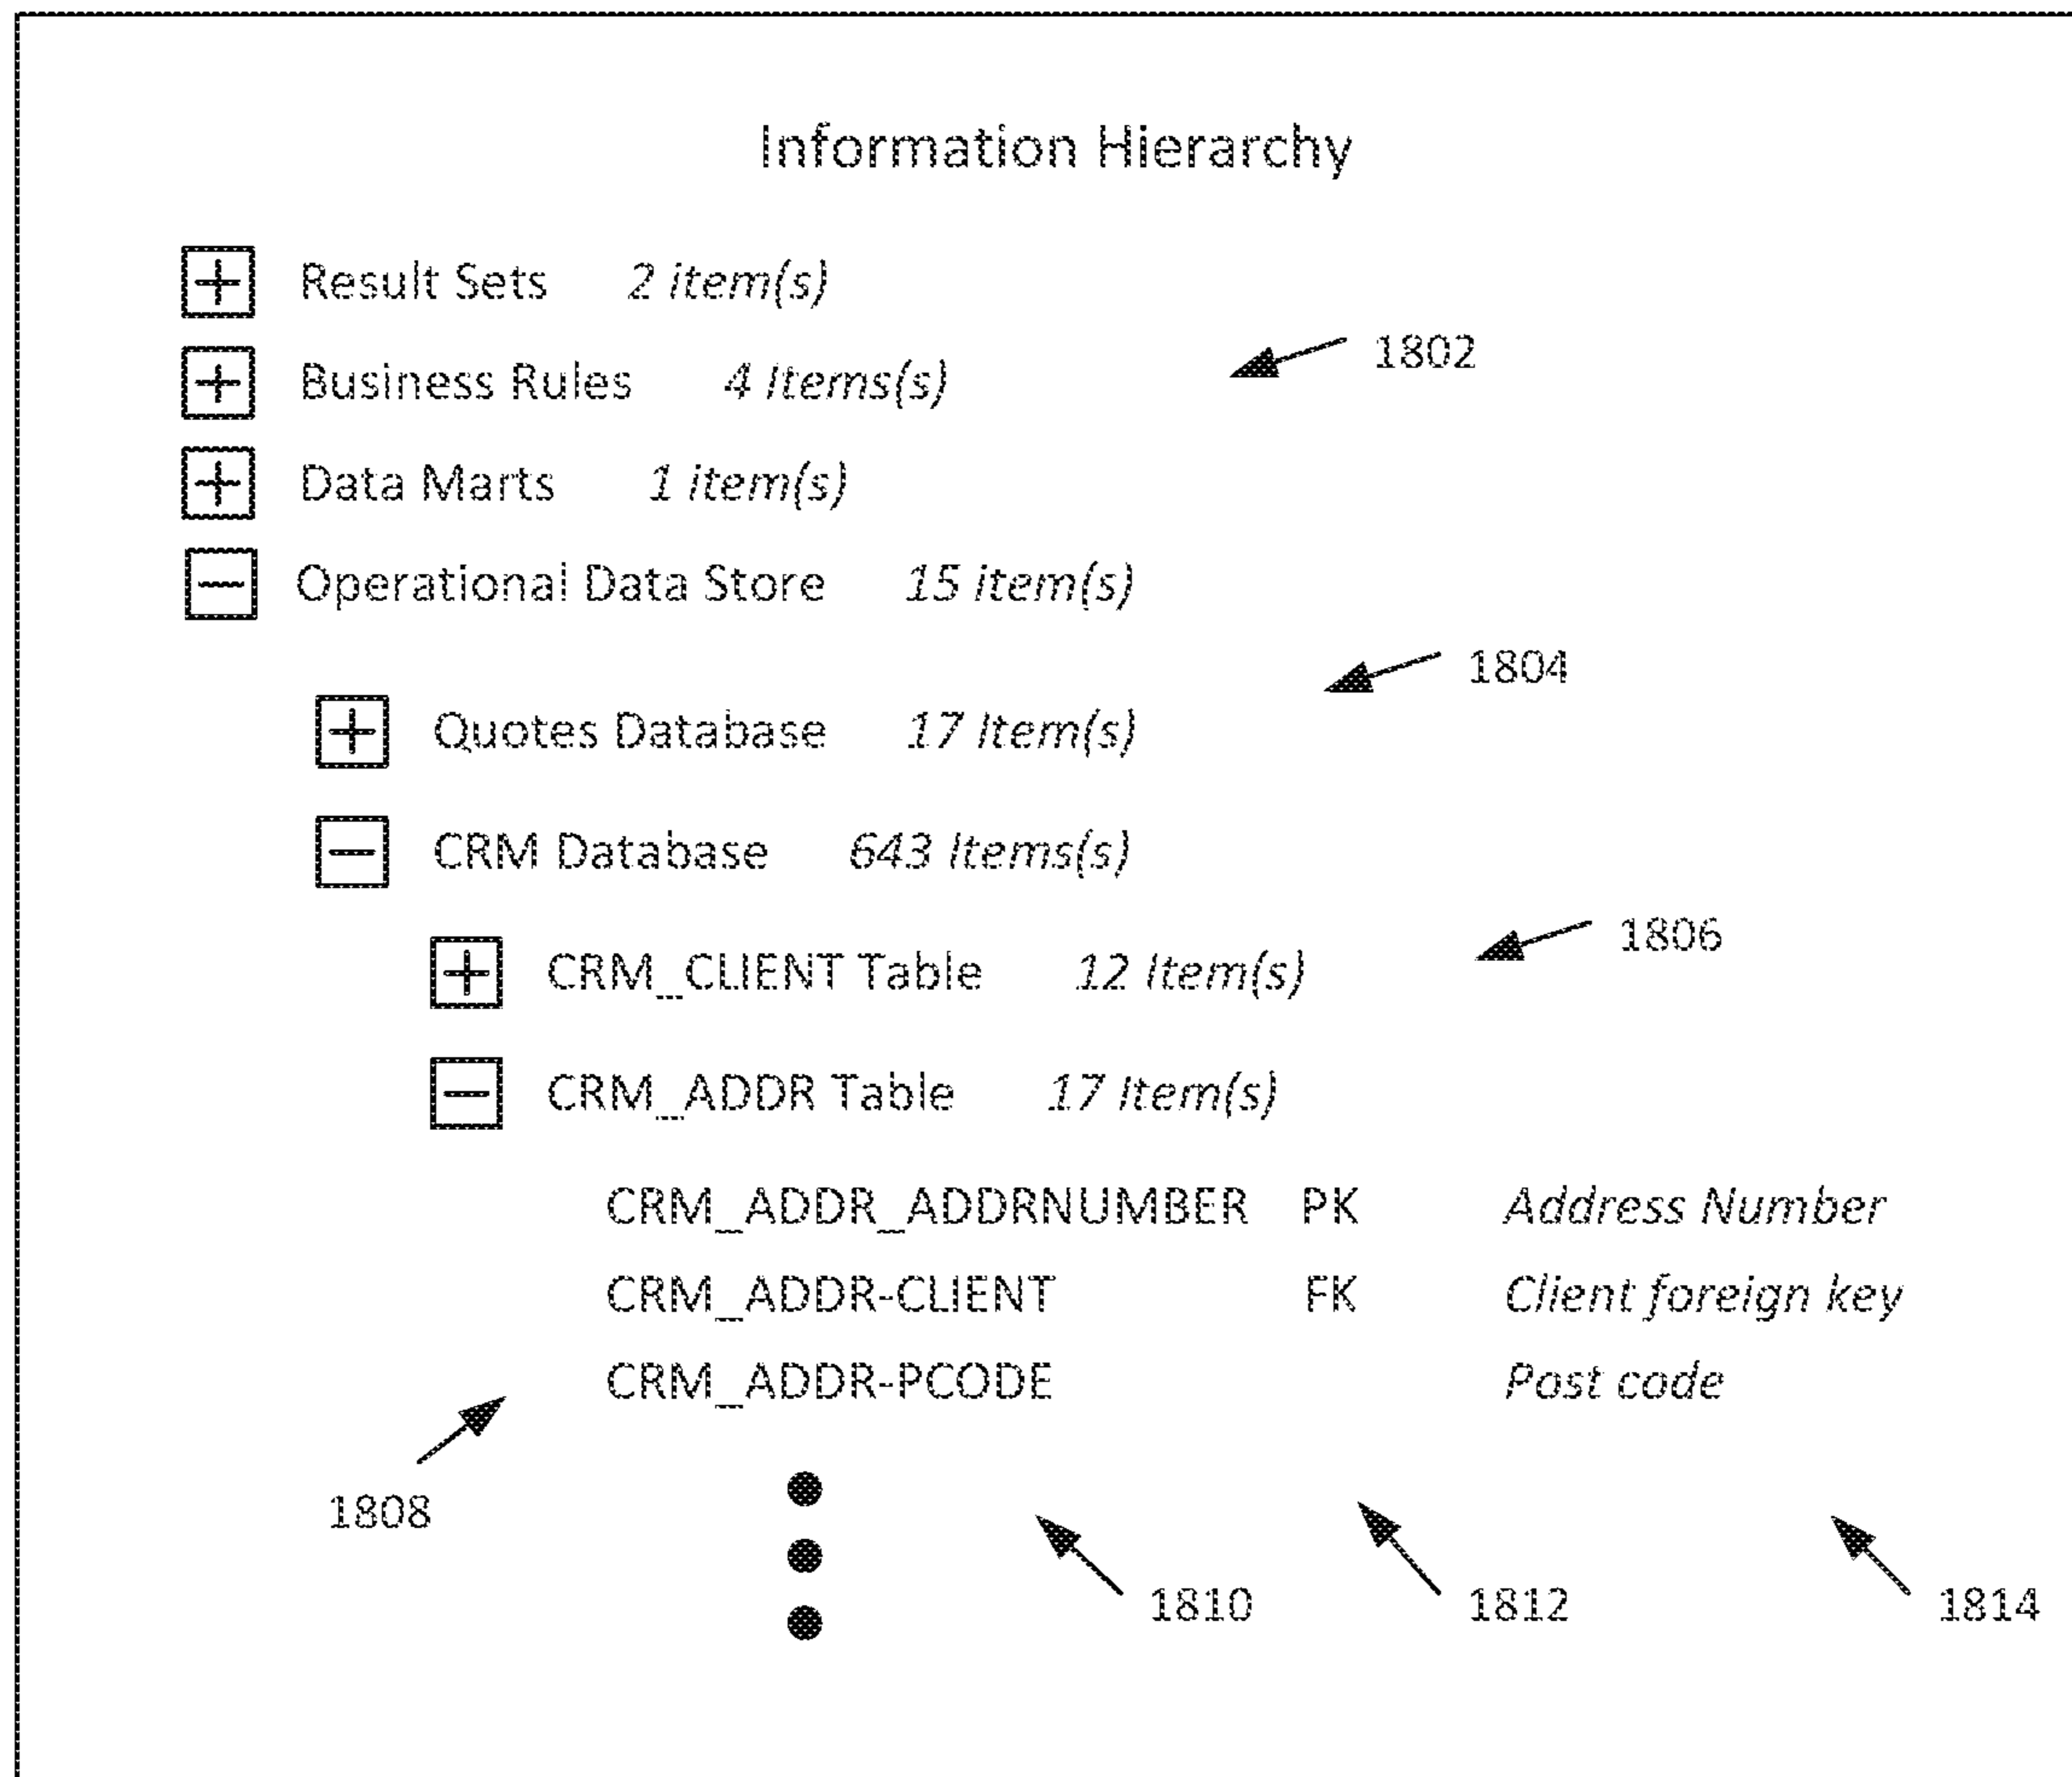 Information Hierarchy
+ Result Sets 2 item(s)
1802
+ Business Rules 4 Items(s)
+ Data Marts 1 item(s)
− Operational Data Store 15 item(s)
1804
+ Quotes Database 17 Item(s)
− CRM Database 643 Items(s)
1806
+ CRM_CLIENT Table 12 Item(s)
− CRM_ADDR Table 17 Item(s)
CRM_ADDR_ADDRNUMBER PK Address Number
CRM_ADDR-CLIENT FK Client foreign key
CRM_ADDR-PCODE Post code
1808
1810 1812 1814